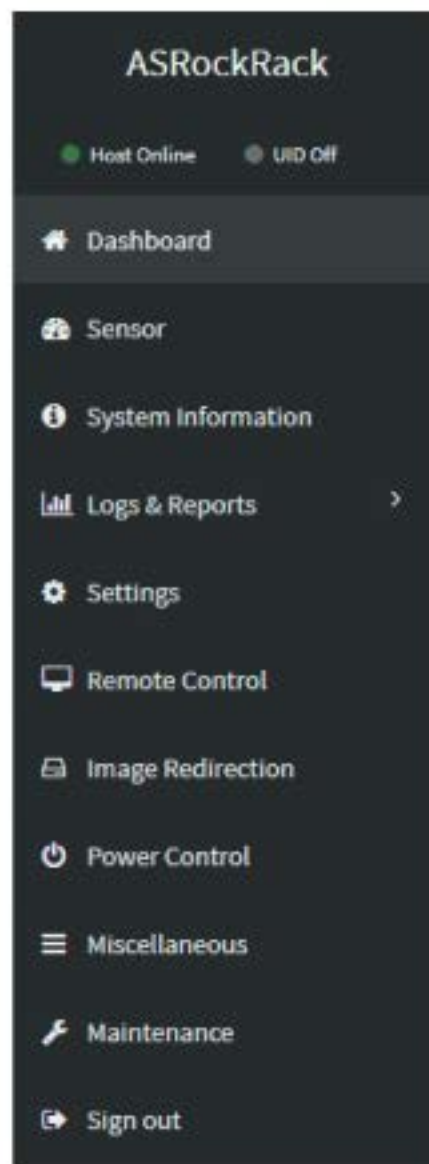 ASRockRack
Host Online UID Off
Dashboard
Sensor
System Information
Logs & Reports
Settings
Remote Control
Image Redirection
Power Control
Miscellaneous
Maintenance
Sign out